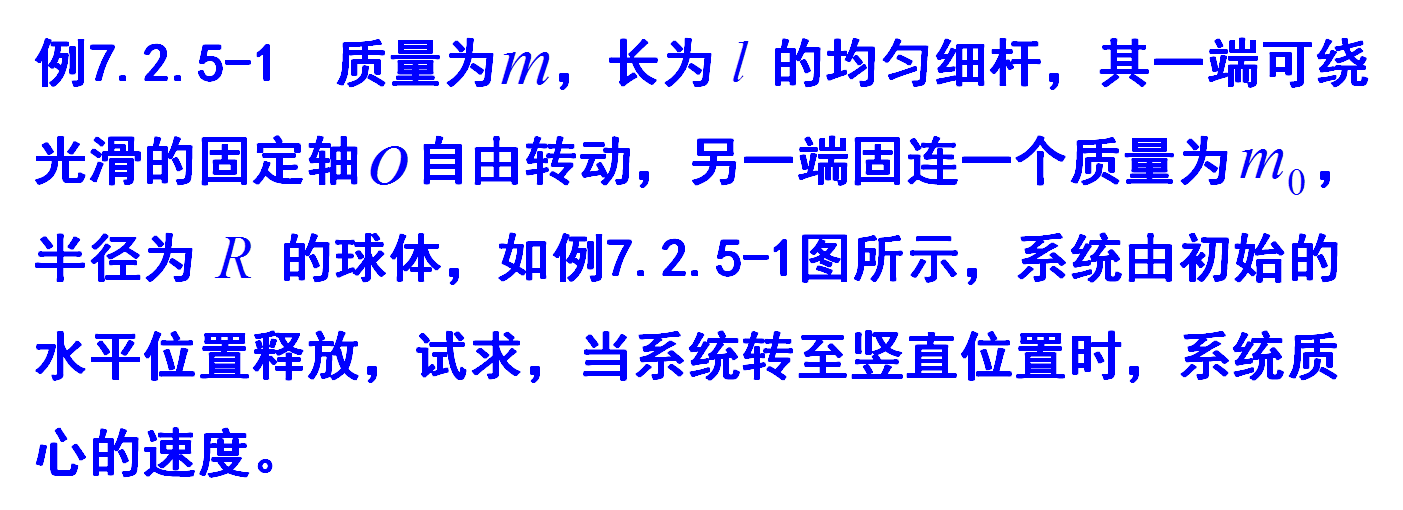 例7.2.5-1 质量为m，长为 l 的均匀细杆，其一端可绕
光滑的固定轴O自由转动，另一端固连一个质量为m₀，
半径为 R 的球体，如例7.2.5-1图所示，系统由初始的
水平位置释放，试求，当系统转至竖直位置时，系统质
心的速度。